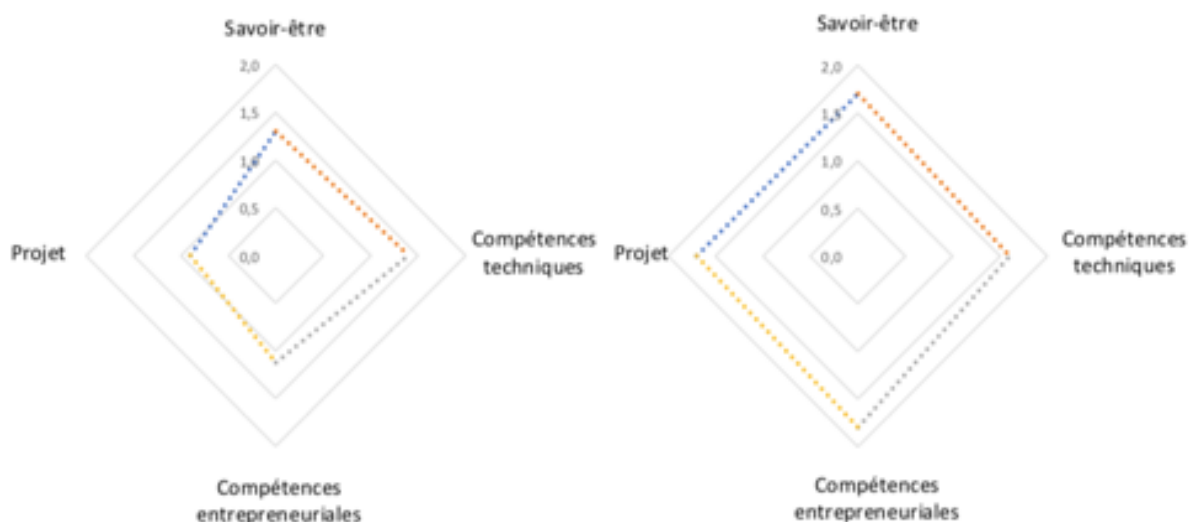 Savoir-être
2,0
1,5
1,0
0,5
0,0
Projet
Compétences
techniques
Compétences
entrepreneuriales
Savoir-être
2,0
1,5
1,0
0,5
0,0
Projet
Compétences
techniques
Compétences
entrepreneuriales